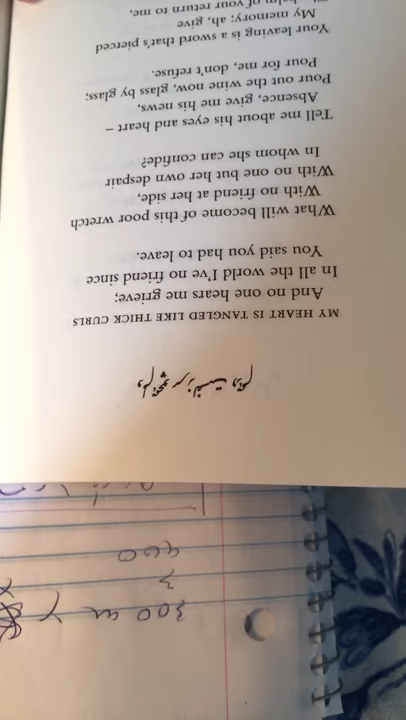 MY HEART IS TANGLED LIKE THICK CURLS
And no one hears me grieve;
In all the world I've no friend since
You said you had to leave.
What will become of this poor wretch
With no friend at her side,
With no one but her own despair
In whom she can confide?
Tell me about his eyes and heart –
Absence, give me his news,
Pour out the wine now, glass by glass;
Pour for me, don't refuse.
Your leaving is a sword that's pierced
My memory; ah, give
of your return to me,
300
3
400